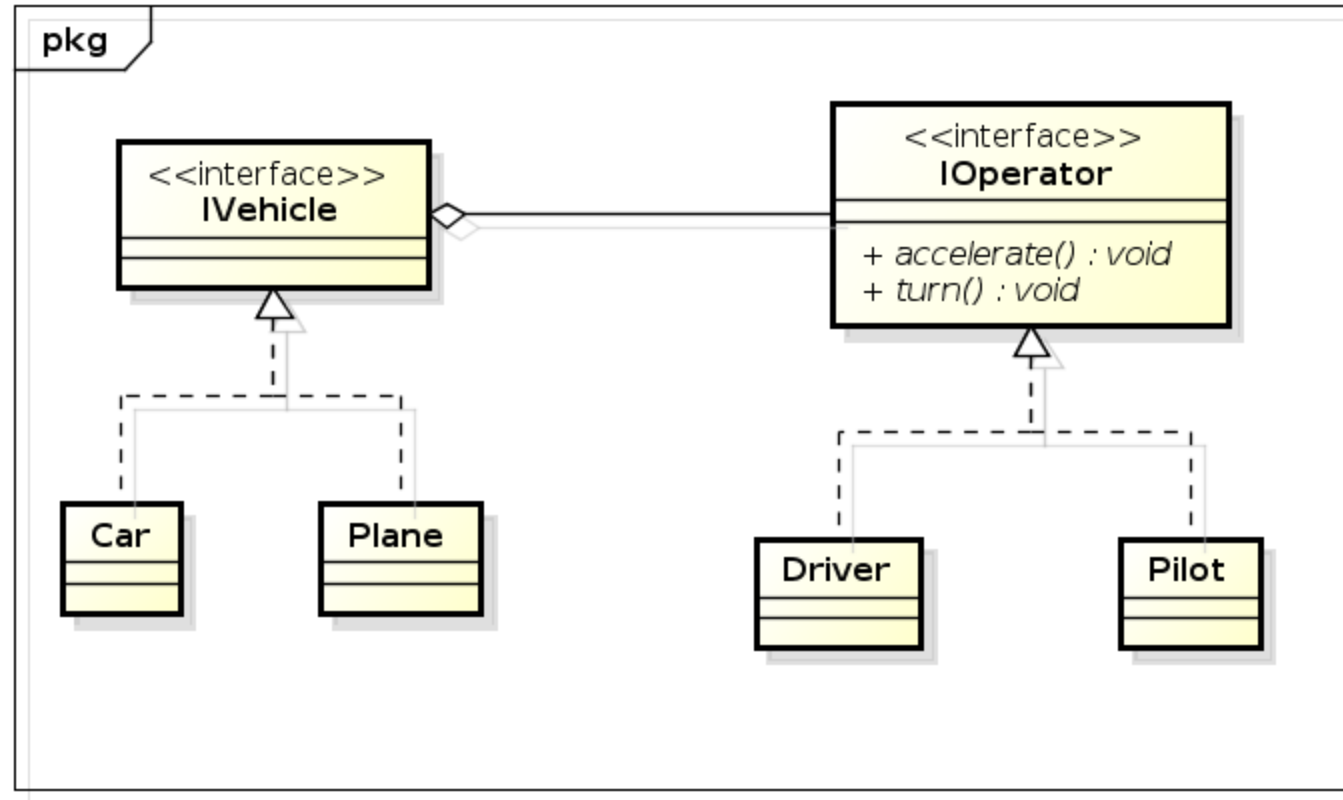 pkg
<<interface>>
IVehicle
<<interface>>
IOperator
+ accelerate() : void
+ turn() : void
Car
Plane
Driver
Pilot